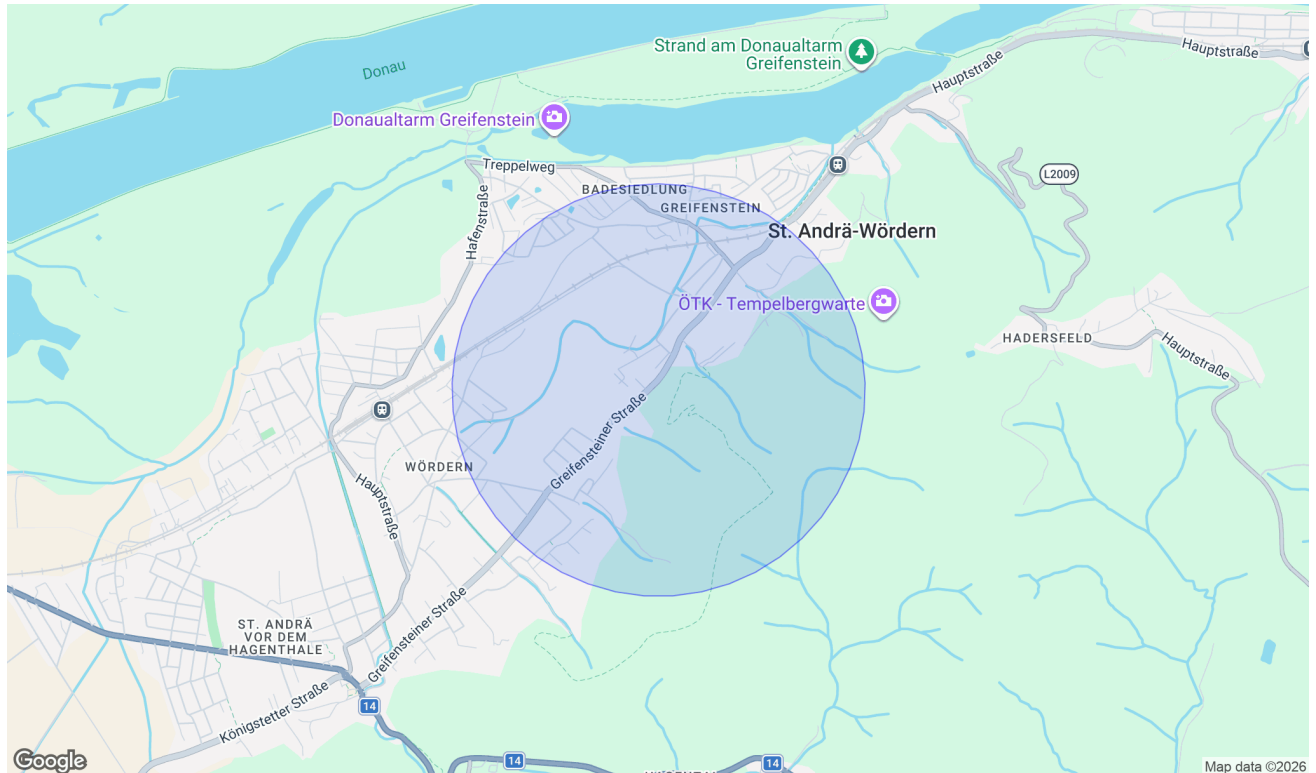 Hauptstraße
Hauptstraße
Strand am Donaualtarm
Greifenstein
Donau
Donaualtarm Greifenstein
Treppelweg
L2009
BADESIEDLUNG
GREIFENSTEIN
Hafenstraße
St. Andrä-Wördern
ÖTK - Tempelbergwarte
HADERSFELD
Hauptstraße
Greifensteiner Straße
WÖRDERN
Hauptstraße
ST. ANDRÄ
VOR DEM
HAGENTHALE
Greifensteiner Straße
Königstetter Straße
14
14
14
Google
Map data ©2026